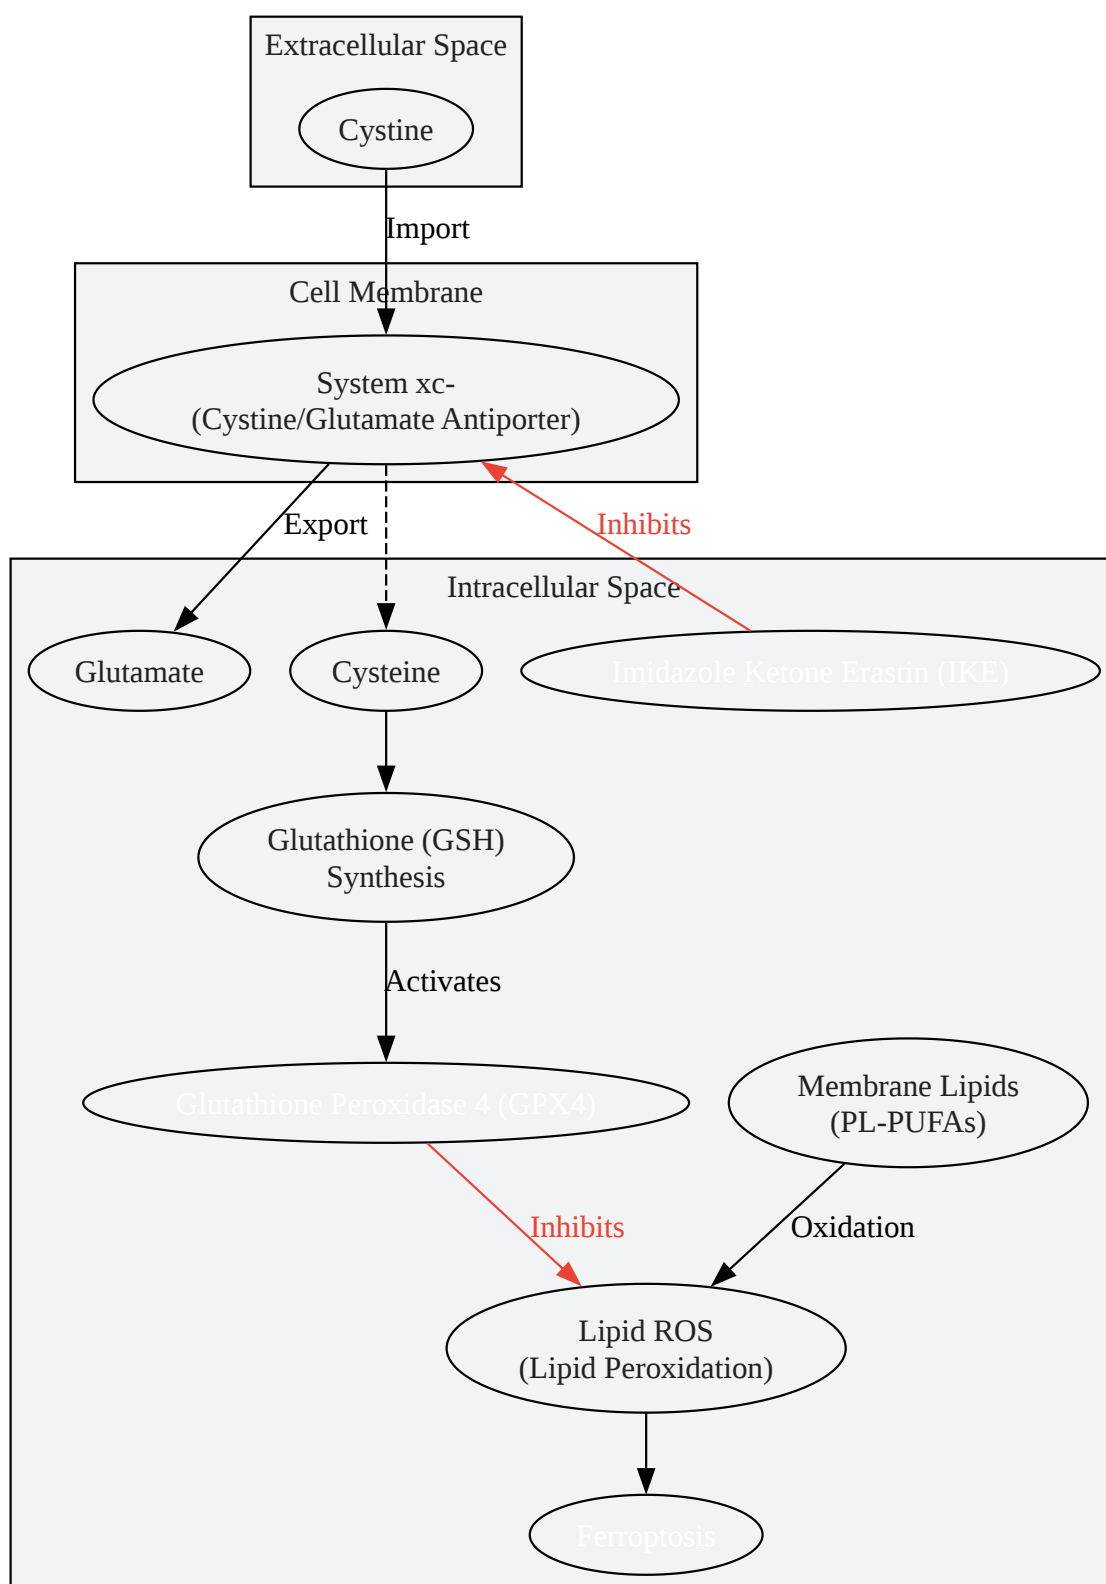 Extracellular Space
Cystine
Import
Cell Membrane
System xc-
(Cystine/Glutamate Antiporter)
Export
Inhibits
Intracellular Space
Glutamate
Cysteine
Imidazole Ketone Erastin (IKE)
Glutathione (GSH)
Synthesis
Activates
Glutathione Peroxidase 4 (GPX4)
Membrane Lipids
(PL-PUFAs)
Inhibits
Oxidation
Lipid ROS
(Lipid Peroxidation)
Ferroptosis